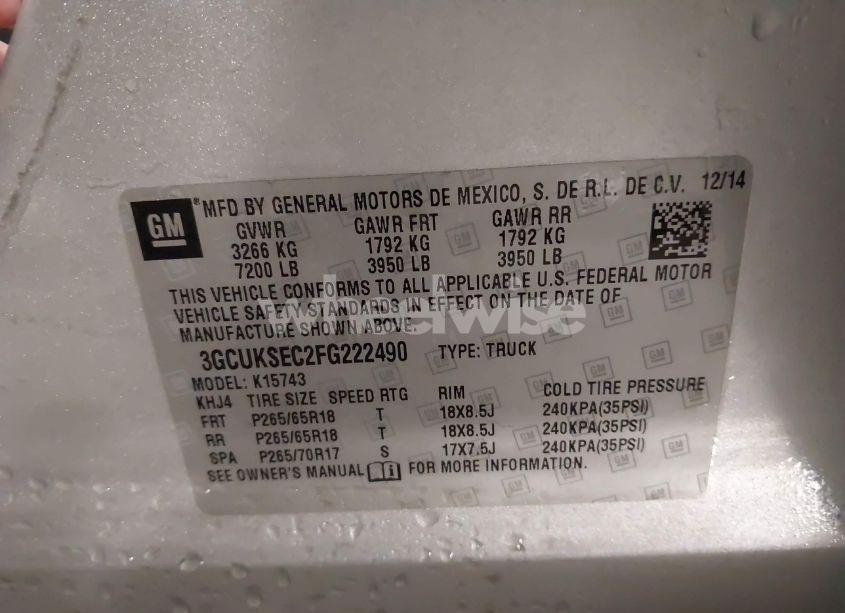 GM ® MFD BY GENERAL MOTORS DE MEXICO, S. DE R.L. DE C.V. 12/14
GVWR GAWR FRT GAWR RR
3266 KG 1792 KG 1792 KG
7200 LB 3950 LB 3950 LB
THIS VEHICLE CONFORMS TO ALL APPLICABLE U.S. FEDERAL MOTOR
VEHICLE SAFETY STANDARDS IN EFFECT ON THE DATE OF
MANUFACTURE SHOWN ABOVE.
wheelwise
3GCUKSEC2FG222490 TYPE: TRUCK
MODEL: K15743
KHJ4 TIRE SIZE SPEED RTG RIM COLD TIRE PRESSURE
FRT P265/65R18 T 18X8.5J 240KPA(35PSI)
RR P265/65R18 T 18X8.5J 240KPA(35PSI)
SPA P265/70R17 S 17X7.5J 240KPA(35PSI)
SEE OWNER'S MANUAL i FOR MORE INFORMATION.